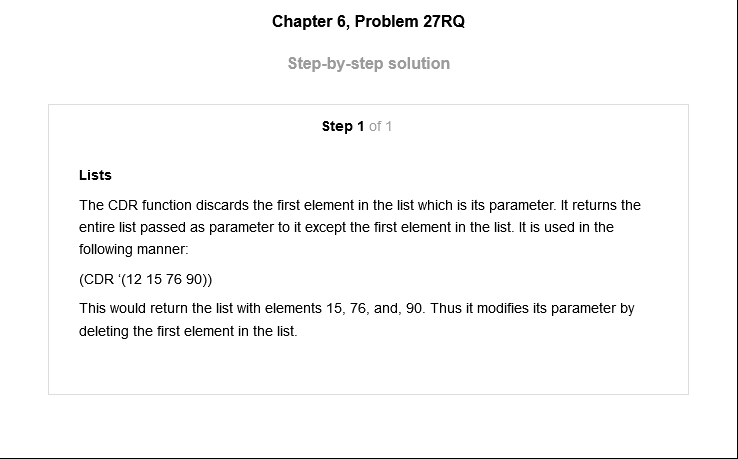 Chapter 6, Problem 27RQ
Step-by-step solution
Step 1 of 1
Lists
The CDR function discards the first element in the list which is its parameter. It returns the
entire list passed as parameter to it except the first element in the list. It is used in the
following manner:
(CDR ‘(12 15 76 90))
This would return the list with elements 15, 76, and, 90. Thus it modifies its parameter by
deleting the first element in the list.